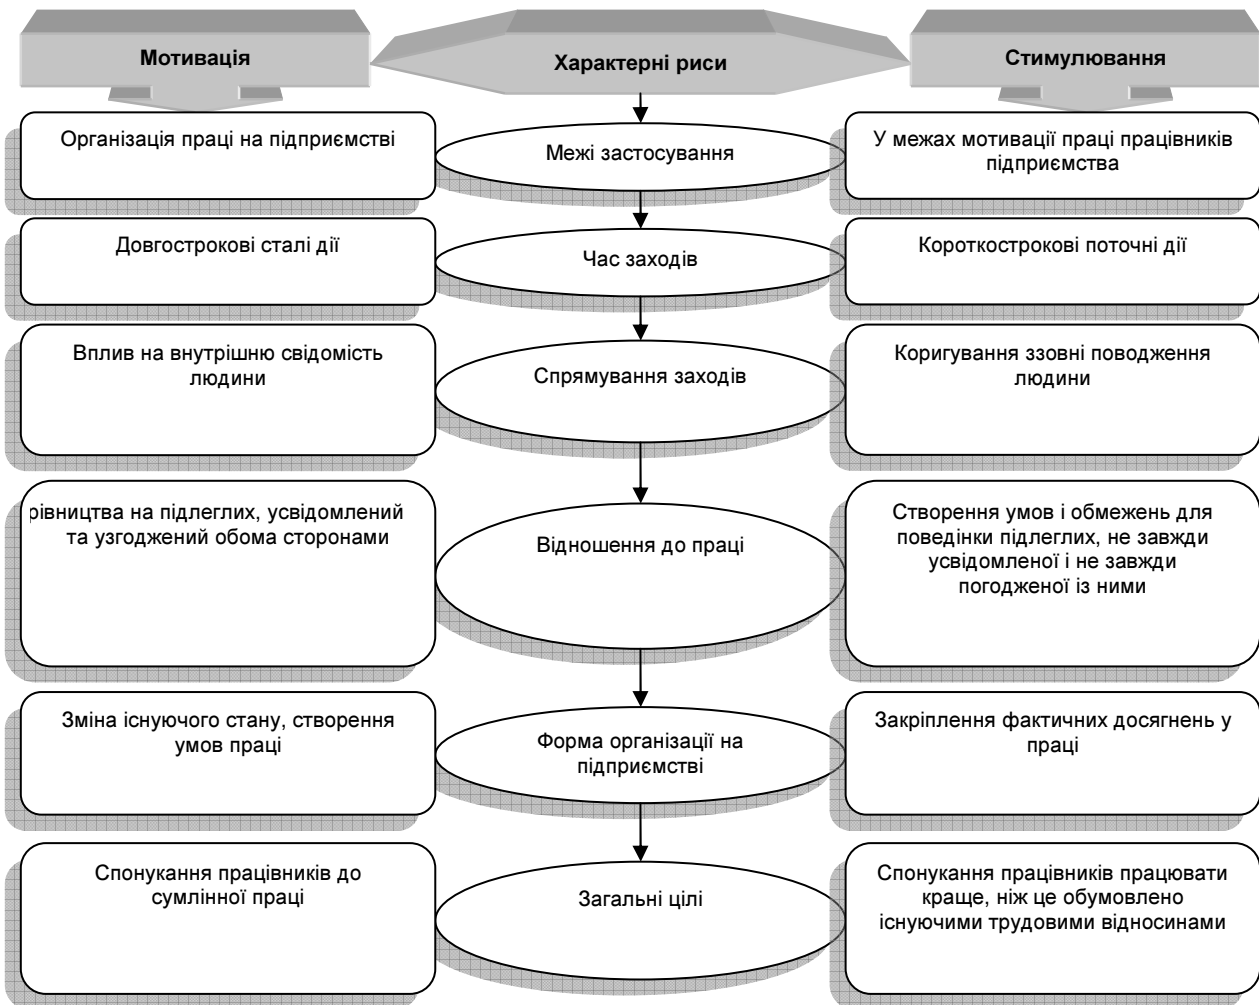 Мотивація
Характерні риси
Стимулювання
Організація праці на підприємстві
Межі застосування
У межах мотивації праці працівників
підприємства
Довгострокові сталі дії
Час заходів
Короткострокові поточні дії
Вплив на внутрішню свідомість
людини
Спрямування заходів
Коригування ззовні поводження
людини
рівництва на підлеглих, усвідомлений
та узгоджений обома сторонами
Відношення до праці
Створення умов і обмежень для
поведінки підлеглих, не завжди
усвідомленої і не завжди
погодженої із ними
Зміна існуючого стану, створення
умов праці
Форма організації на
підприємстві
Закріплення фактичних досягнень у
праці
Спонукання працівників до
сумлінної праці
Загальні цілі
Спонукання працівників працювати
краще, ніж це обумовлено
існуючими трудовими відносинами